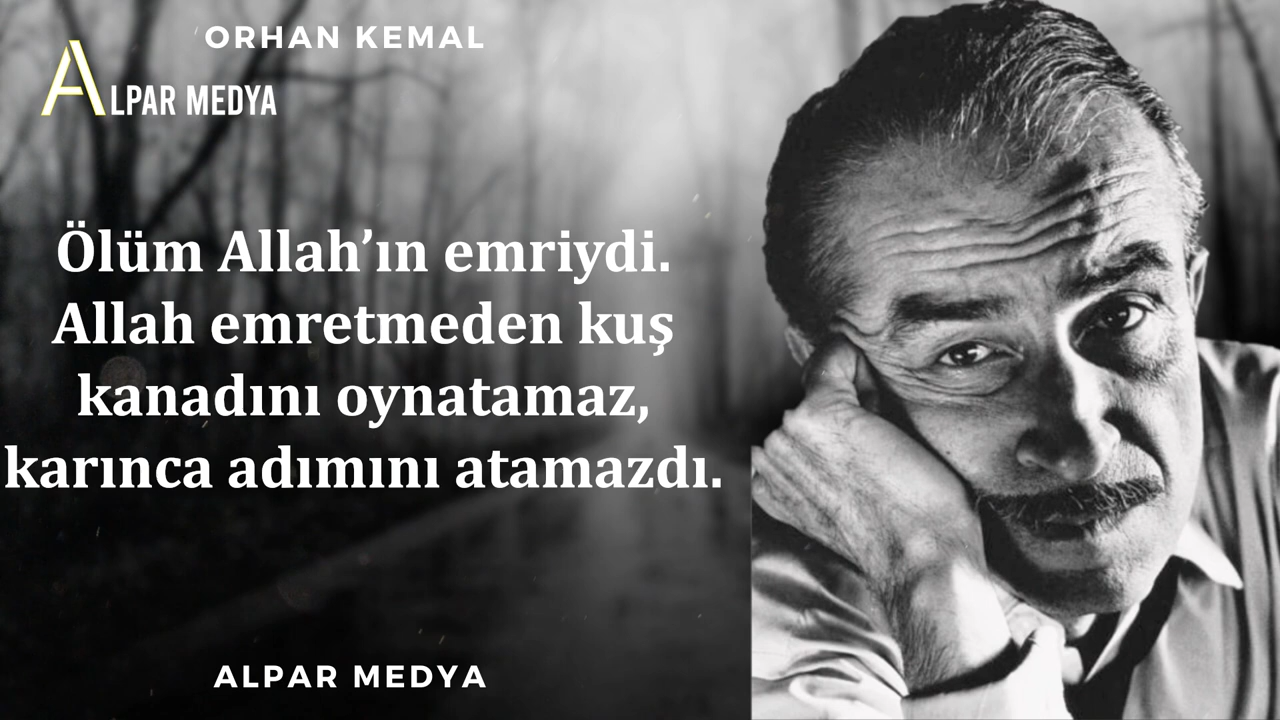 ORHAN KEMAL
ALPAR MEDYA
Ölüm Allah’ın emriydi.
Allah emretmeden kuş
kanadını oynatamaz,
karınca adımını atamazdı.
ALPAR MEDYA